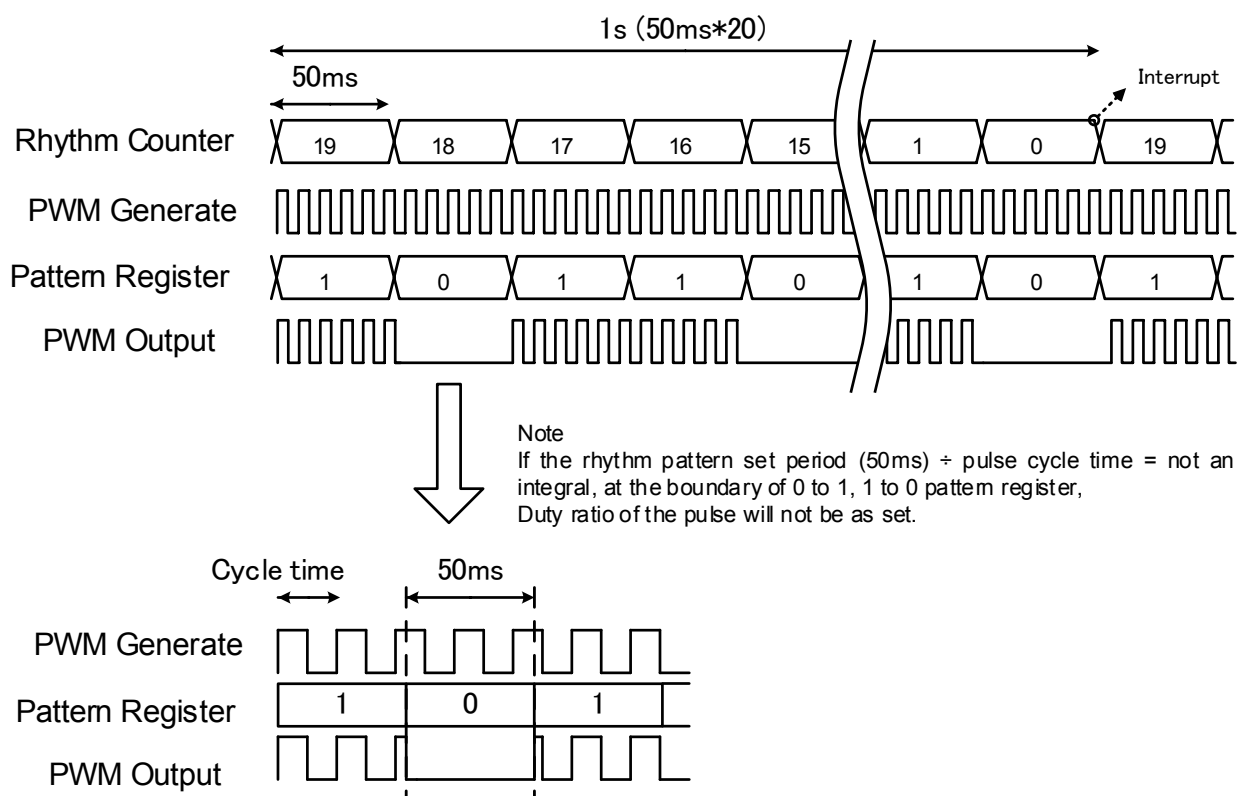 1s (50ms*20)
50ms
Interrupt
Rhythm Counter 19 18 17 16 15 1 0 19
PWM Generate
Pattern Register 1 0 1 1 0 1 0 1
PWM Output
Note
If the rhythm pattern set period (50ms) ÷ pulse cycle time = not an
integral, at the boundary of 0 to 1, 1 to 0 pattern register,
Duty ratio of the pulse will not be as set.
Cycle time 50ms
PWM Generate
Pattern Register 1 0 1
PWM Output